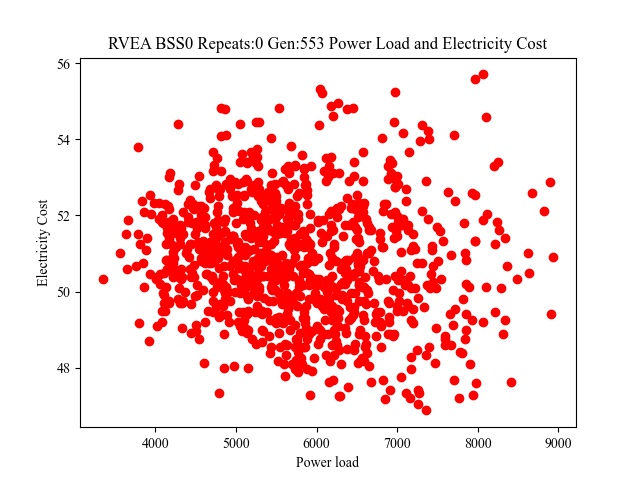 RVEA BSS0 Repeats:0 Gen:553 Power Load and Electricity Cost
56
54
52
50
48
Electricity Cost
4000 5000 6000 7000 8000 9000
Power load